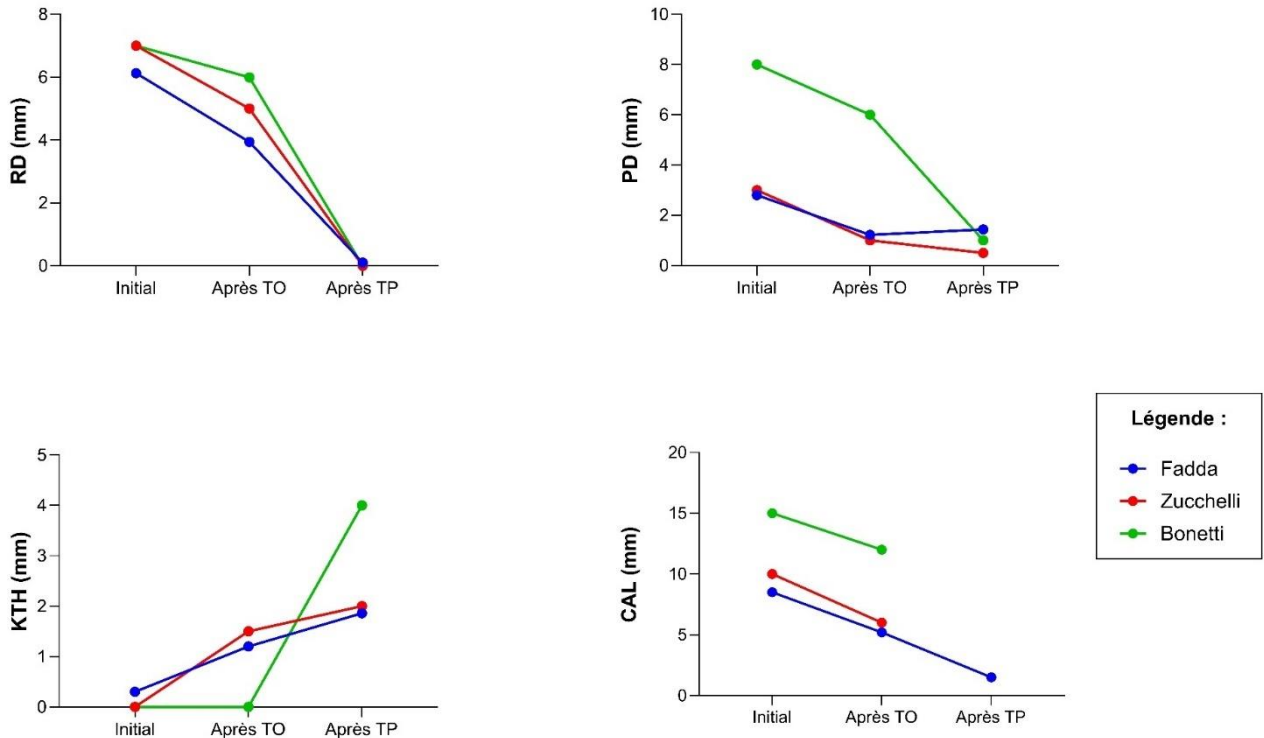 8
6
4
2
0
RD (mm)
Initial
Après TO
Après TP
10
8
6
4
2
0
PD (mm)
Initial
Après TO
Après TP
5
4
3
2
1
0
KTH (mm)
Initial
Après TO
Après TP
20
15
10
5
0
CAL (mm)
Initial
Après TO
Après TP
Légende :
Fadda
Zucchelli
Bonetti